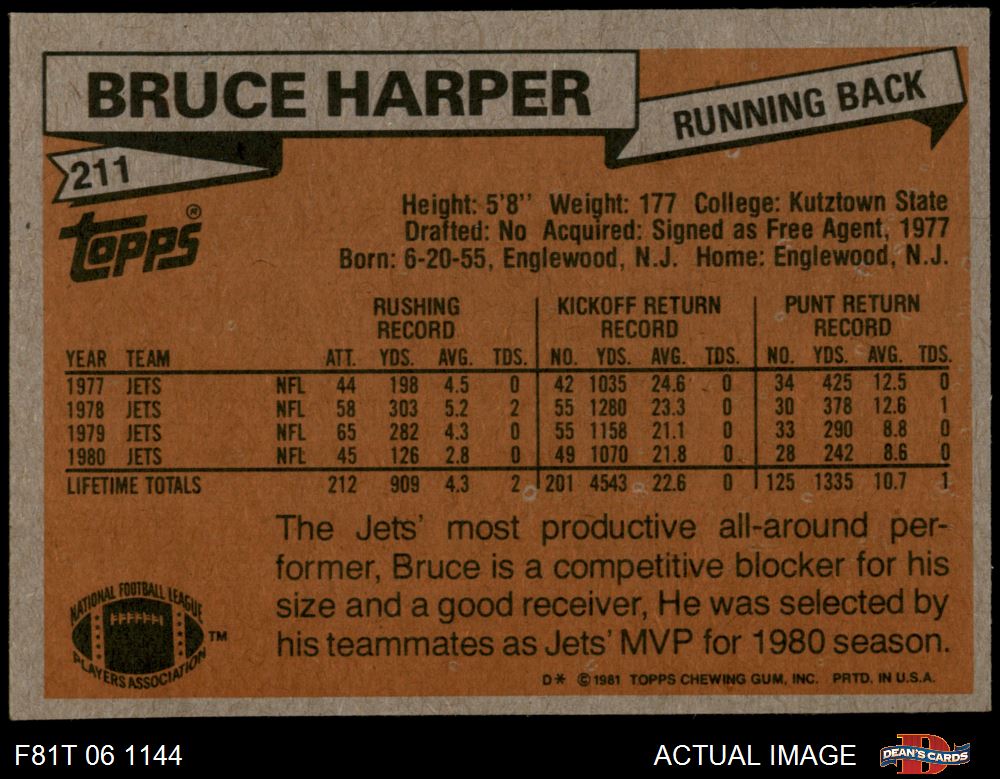 BRUCE HARPER
RUNNING BACK
211
Topps®
Height: 5'8'' Weight: 177 College: Kutztown State
Drafted: No Acquired: Signed as Free Agent, 1977
Born: 6-20-55, Englewood, N.J. Home: Englewood, N.J.
RUSHING RECORD KICKOFF RETURN RECORD PUNT RETURN RECORD
YEAR TEAM ATT. YDS. AVG. TDS. NO. YDS. AVG. TDS. NO. YDS. AVG. TDS.
1977 JETS NFL 44 198 4.5 0 42 1035 24.6 0 34 425 12.5 0
1978 JETS NFL 58 303 5.2 2 55 1280 23.3 0 30 378 12.6 1
1979 JETS NFL 65 282 4.3 0 55 1158 21.1 0 33 290 8.8 0
1980 JETS NFL 45 126 2.8 0 49 1070 21.8 0 28 242 8.6 0
LIFETIME TOTALS 212 909 4.3 2 201 4543 22.6 0 125 1335 10.7 1
The Jets' most productive all-around per-
former, Bruce is a competitive blocker for his
size and a good receiver, He was selected by
his teammates as Jets' MVP for 1980 season.
NATIONAL FOOTBALL LEAGUE
PLAYERS ASSOCIATION
TM
D* ©1981 TOPPS CHEWING GUM, INC. PRTD. IN U.S.A.
F81T 06 1144
ACTUAL IMAGE
DEAN'S CARDS